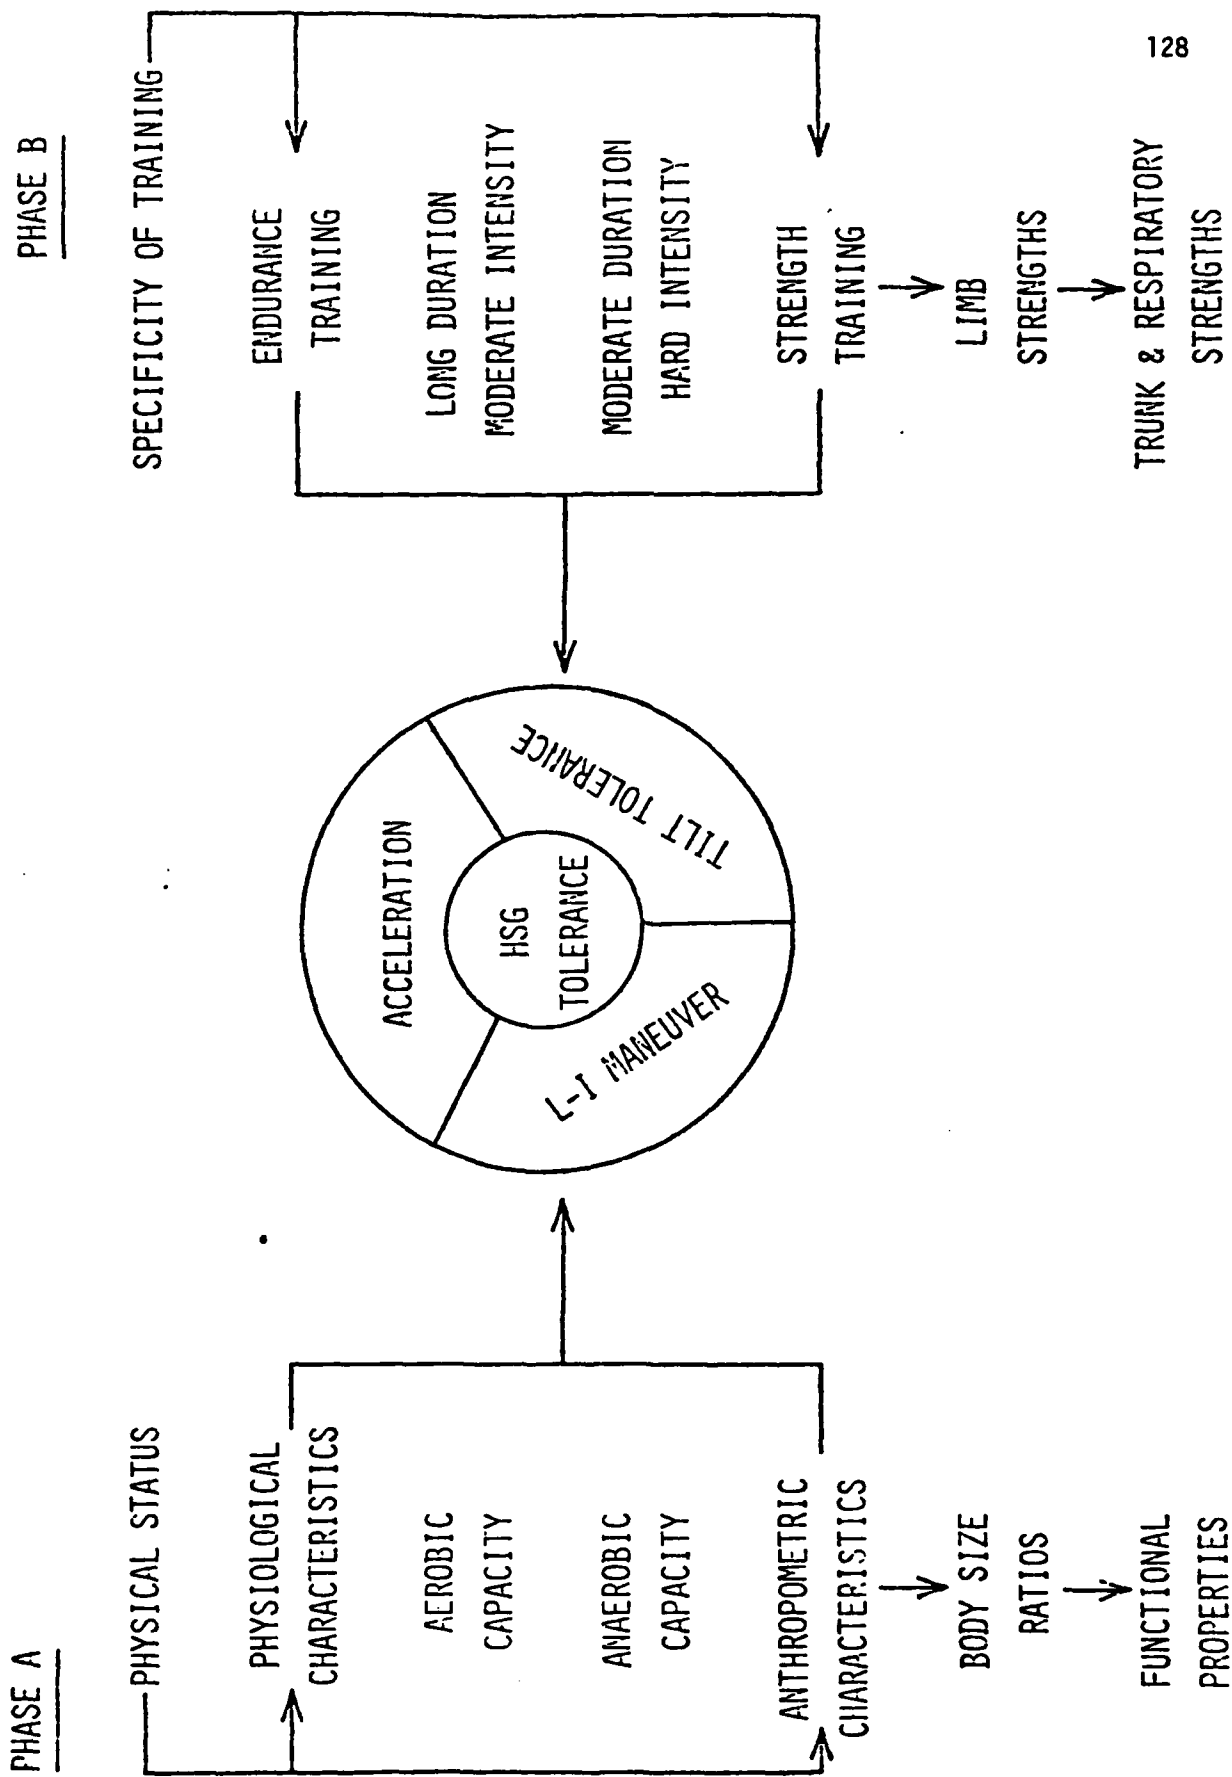 128
PHASE A
PHYSICAL STATUS
PHYSIOLOGICAL
CHARACTERISTICS
AEROBIC
CAPACITY
ANAEROBIC
CAPACITY
ANTHROPOMETRIC
CHARACTERISTICS
BODY SIZE
RATIOS
FUNCTIONAL
PROPERTIES
ACCELERATION
HSG
TOLERANCE
L-I MANEUVER
TILT TOLERANCE
PHASE B
SPECIFICITY OF TRAINING
ENDURANCE
TRAINING
LONG DURATION
MODERATE INTENSITY
MODERATE DURATION
HARD INTENSITY
STRENGTH
TRAINING
LIMB
STRENGTHS
TRUNK & RESPIRATORY
STRENGTHS